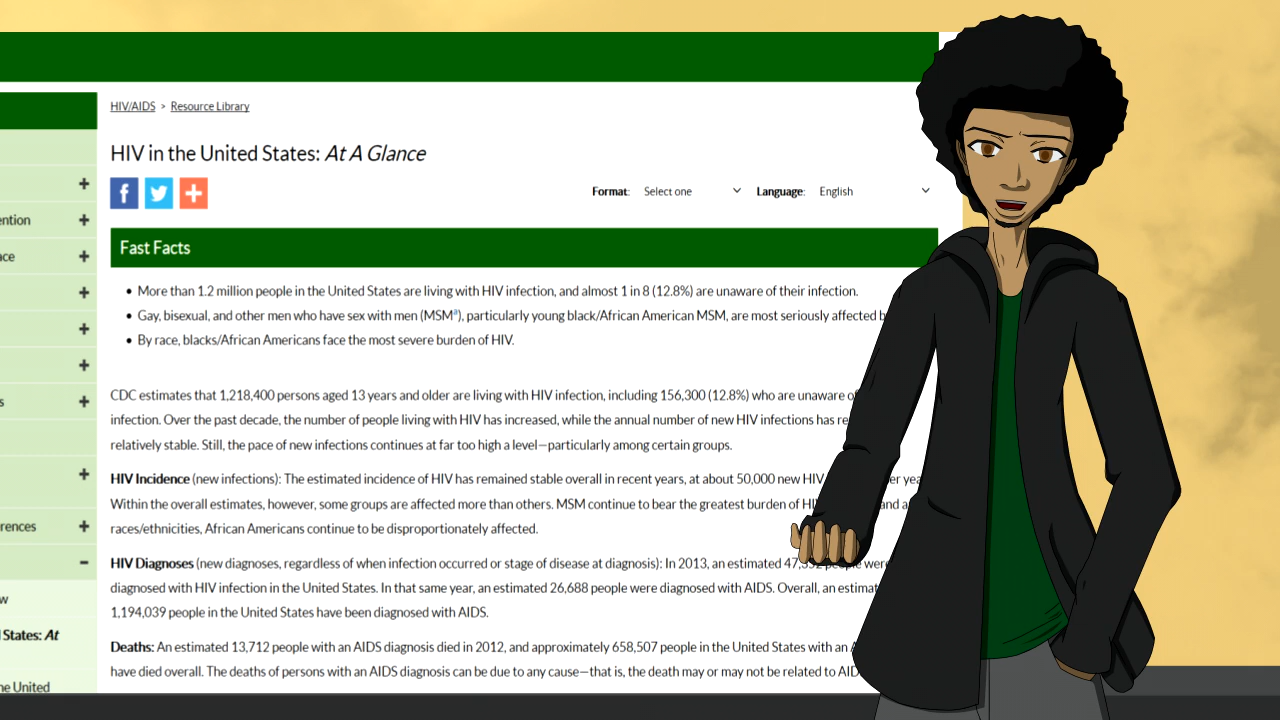 HIV/AIDS > Resource Library
HIV in the United States: At A Glance
Format: Select one Language: English
Fast Facts
• More than 1.2 million people in the United States are living with HIV infection, and almost 1 in 8 (12.8%) are unaware of their infection.
• Gay, bisexual, and other men who have sex with men (MSMa), particularly young black/African American MSM, are most seriously affected
• By race, blacks/African Americans face the most severe burden of HIV.
CDC estimates that 1,218,400 persons aged 13 years and older are living with HIV infection, including 156,300 (12.8%) who are unaware
infection. Over the past decade, the number of people living with HIV has increased, while the annual number of new HIV infections has
relatively stable. Still, the pace of new infections continues at far too high a level—particularly among certain groups.
HIV Incidence (new infections): The estimated incidence of HIV has remained stable overall in recent years, at about 50,000 new HIV
Within the overall estimates, however, some groups are affected more than others. MSM continue to bear the greatest burden of
races/ethnicities, African Americans continue to be disproportionately affected.
HIV Diagnoses (new diagnoses, regardless of when infection occurred or stage of disease at diagnosis): In 2013, an estimated people
diagnosed with HIV infection in the United States. In that same year, an estimated 26,688 people were diagnosed with AIDS. Overall, an
1,194,039 people in the United States have been diagnosed with AIDS.
Deaths: An estimated 13,712 people with an AIDS diagnosis died in 2012, and approximately 658,507 people in the United States with an
have died overall. The deaths of persons with an AIDS diagnosis can be due to any cause—that is, the death may or may not be related to
ention
ace
s
rences
w
States: At
he United